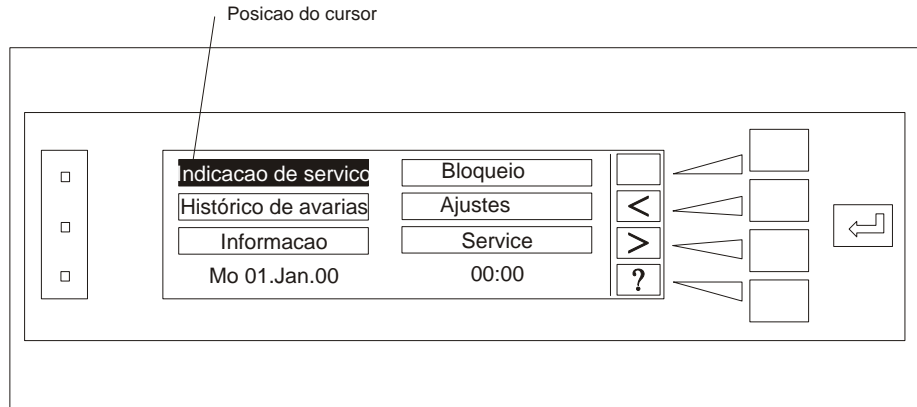 Posicao do cursor
Indicacao de servico
Bloqueio
Histórico de avarias
Ajustes
<
Informacao
Service
>
Mo 01.Jan.00
00:00
?